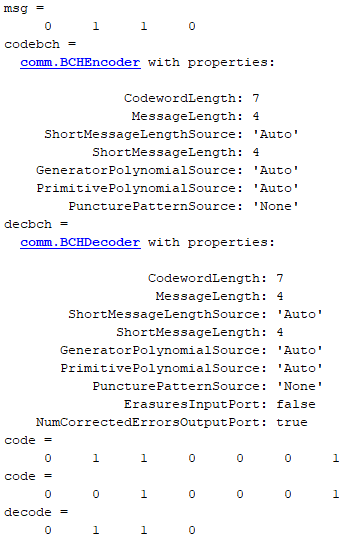 msg =
0 1 1 0
codebch =
comm.BCHEncoder with properties:
CodewordLength: 7
MessageLength: 4
ShortMessageLengthSource: 'Auto'
ShortMessageLength: 4
GeneratorPolynomialSource: 'Auto'
PrimitivePolynomialSource: 'Auto'
PuncturePatternSource: 'None'
decbch =
comm.BCHDecoder with properties:
CodewordLength: 7
MessageLength: 4
ShortMessageLengthSource: 'Auto'
ShortMessageLength: 4
GeneratorPolynomialSource: 'Auto'
PrimitivePolynomialSource: 'Auto'
PuncturePatternSource: 'None'
ErasuresInputPort: false
NumCorrectedErrorsOutputPort: true
code =
0 1 1 0 0 0 1
code =
0 0 1 0 0 0 1
decode =
0 1 1 0